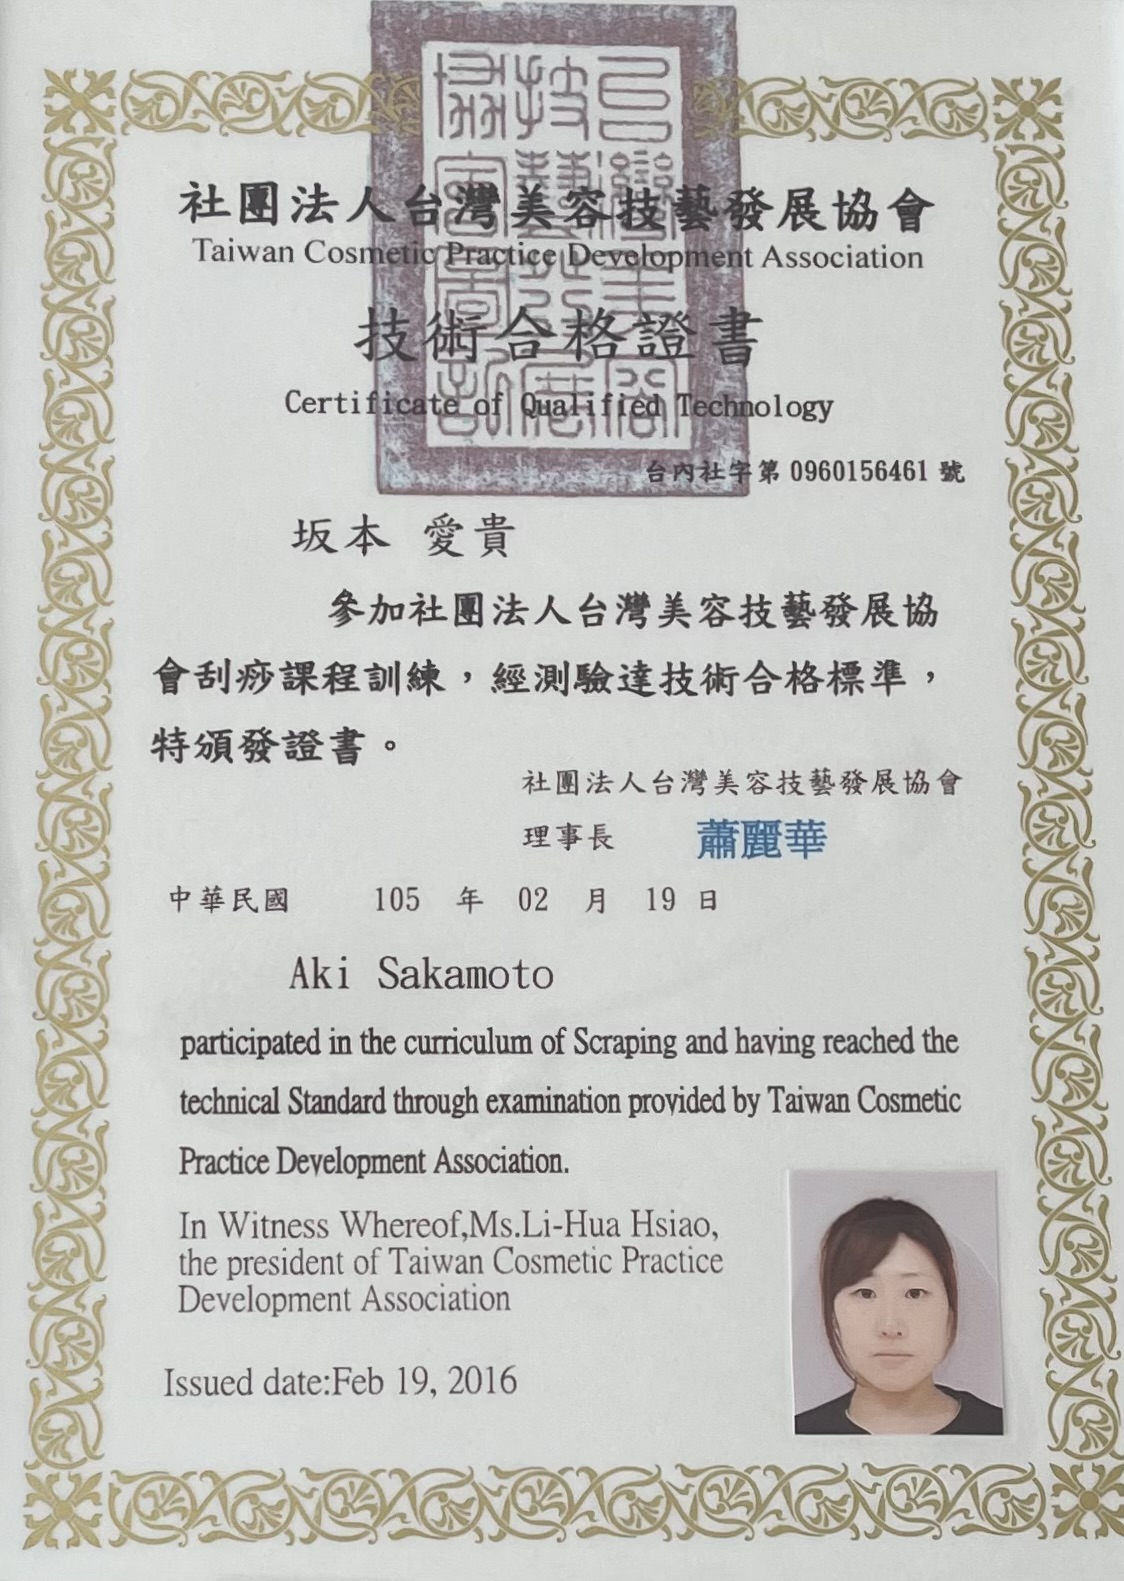 社團法人台灣美容技藝發展協會
Taiwan Cosmetic Practice Development Association
技術合格證書
Certificate of Qualified Technology
台內社字第 0960156461 號
坂本 愛貴
參加社團法人台灣美容技藝發展協
會刮痧課程訓練，經測驗達技術合格標準，
特頒發證書。
社團法人台灣美容技藝發展協會
理事長 蕭麗華
中華民國 105 年 02 月 19 日
Aki Sakamoto
participated in the curriculum of Scraping and having reached the
technical Standard through examination provided by Taiwan Cosmetic
Practice Development Association.
In Witness Whereof,Ms.Li-Hua Hsiao,
the president of Taiwan Cosmetic Practice
Development Association
Issued date:Feb 19, 2016